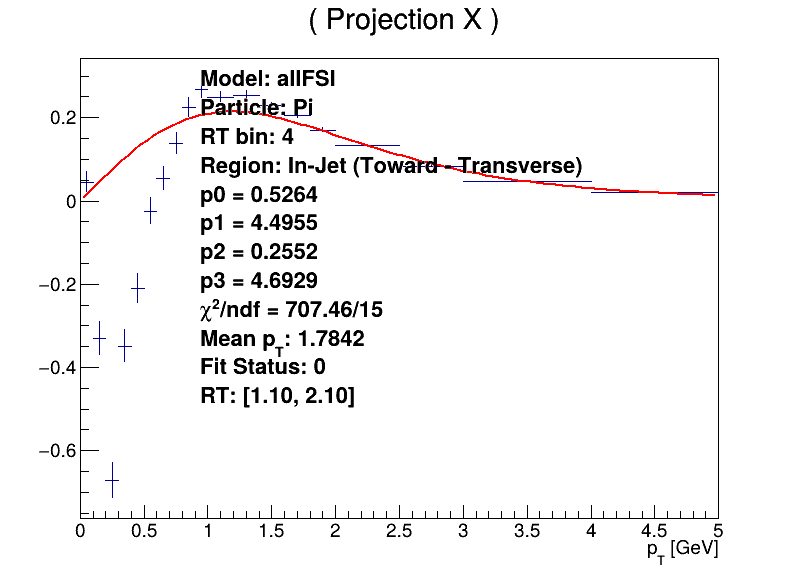 ( Projection X )
Model: allFSI
Particle: Pi
RT bin: 4
Region: In-Jet (Toward - Transverse)
p0 = 0.5264
p1 = 4.4955
p2 = 0.2552
p3 = 4.6929
χ²/ndf = 707.46/15
Mean p_T: 1.7842
Fit Status: 0
RT: [1.10, 2.10]
0.2
0
−0.2
−0.4
−0.6
0 0.5 1 1.5 2 2.5 3 3.5 4 4.5 5
p_T [GeV]